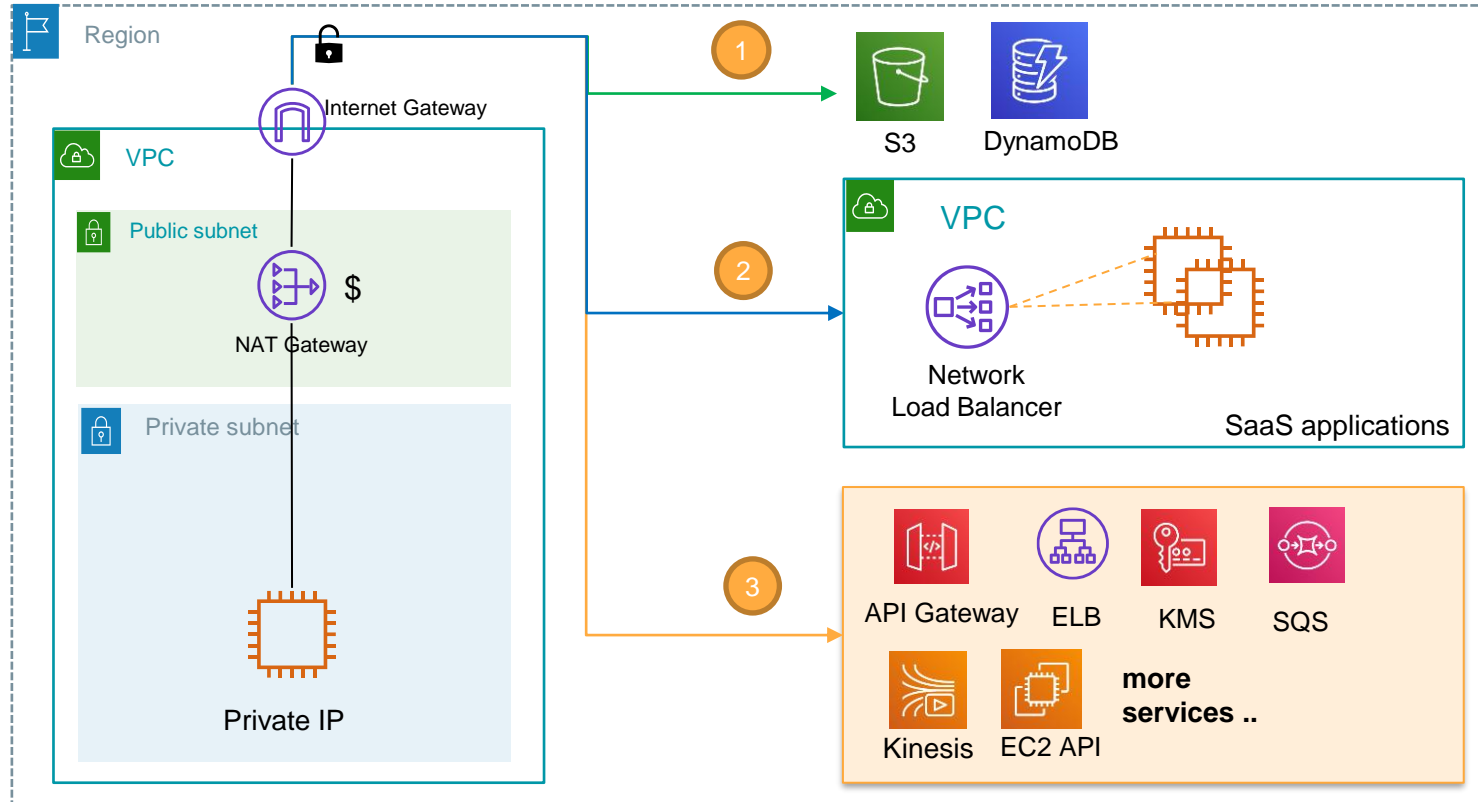 Region
1
Internet Gateway
S3
DynamoDB
VPC
Public subnet
$
NAT Gateway
Private subnet
Private IP
2
VPC
Network
Load Balancer
SaaS applications
3
API Gateway
ELB
KMS
SQS
Kinesis
EC2 API
more
services ..